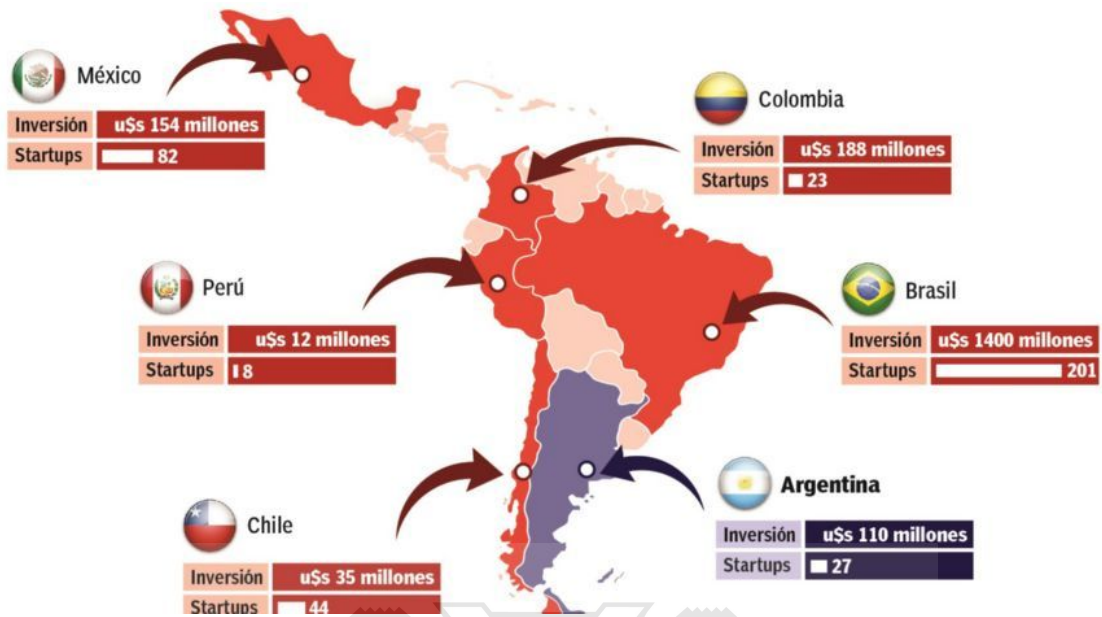 México
Inversión u$s 154 millones
Startups 82
Colombia
Inversión u$s 188 millones
Startups 23
Perú
Inversión u$s 12 millones
Startups 8
Brasil
Inversión u$s 1400 millones
Startups 201
Chile
Inversión u$s 35 millones
Startups 44
Argentina
Inversión u$s 110 millones
Startups 27